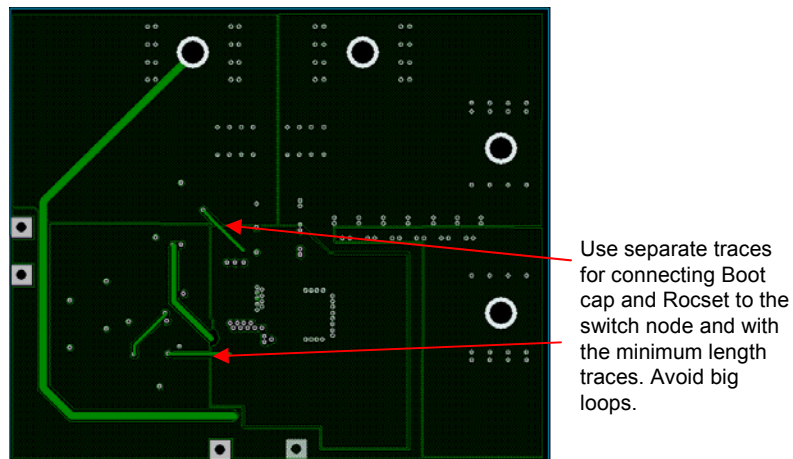 Use separate traces
for connecting Boot
cap and Rocset to the
switch node and with
the minimum length
traces. Avoid big
loops.